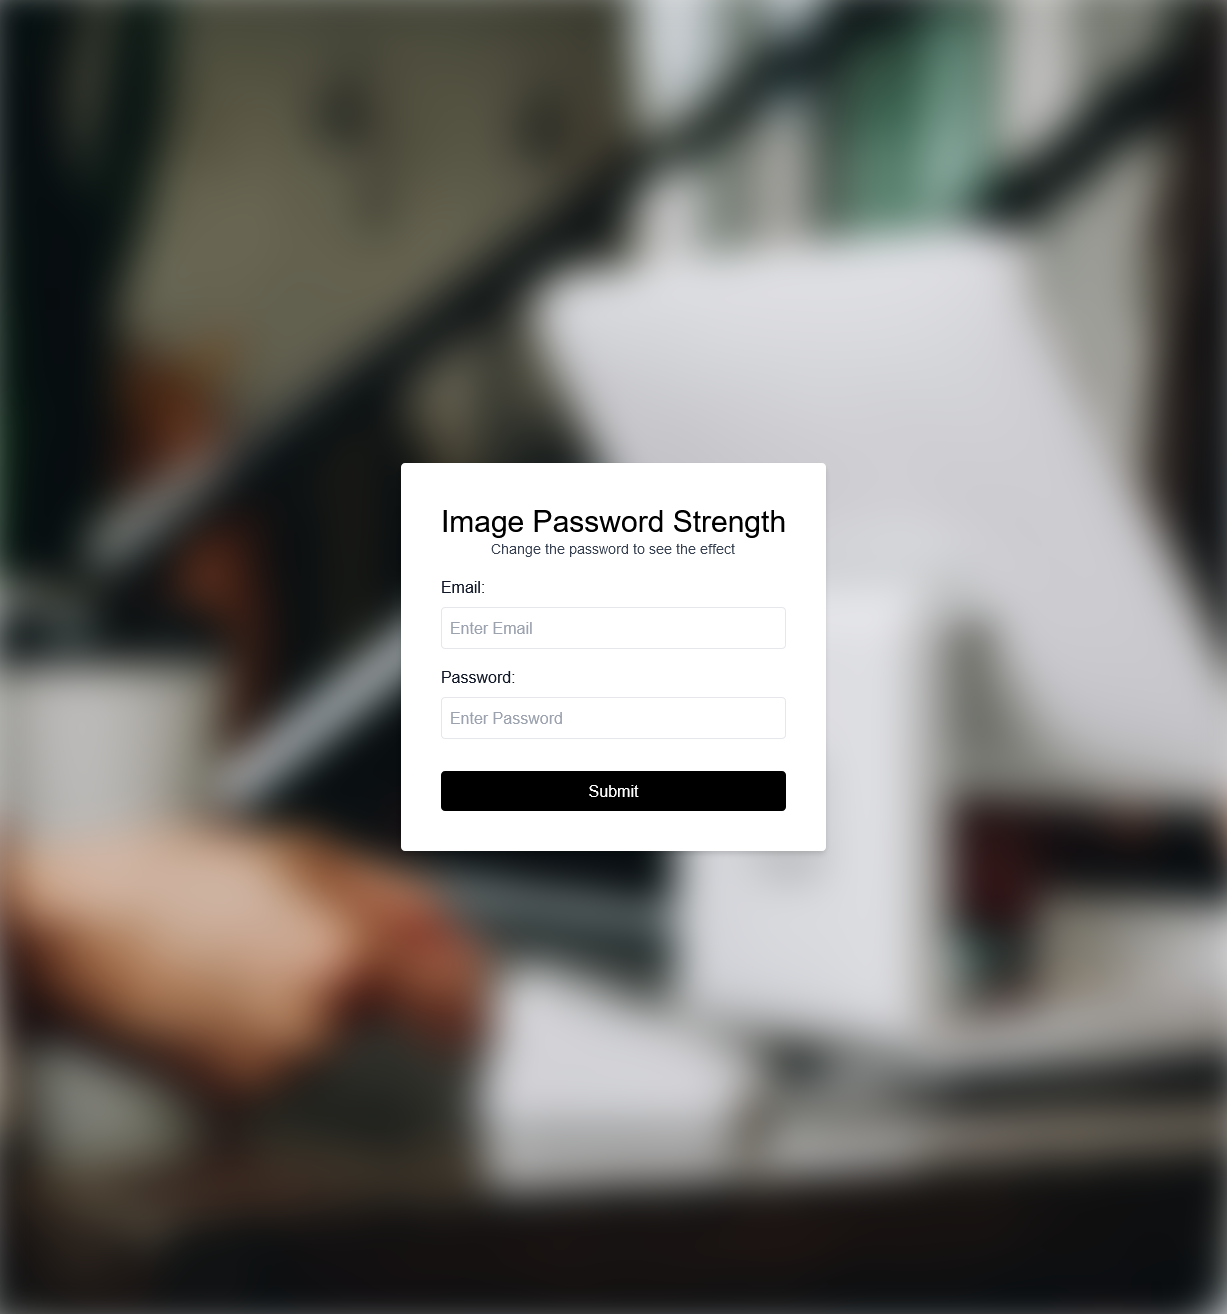 Image Password Strength
Change the password to see the effect
Email:
Enter Email
Password:
Enter Password
Submit